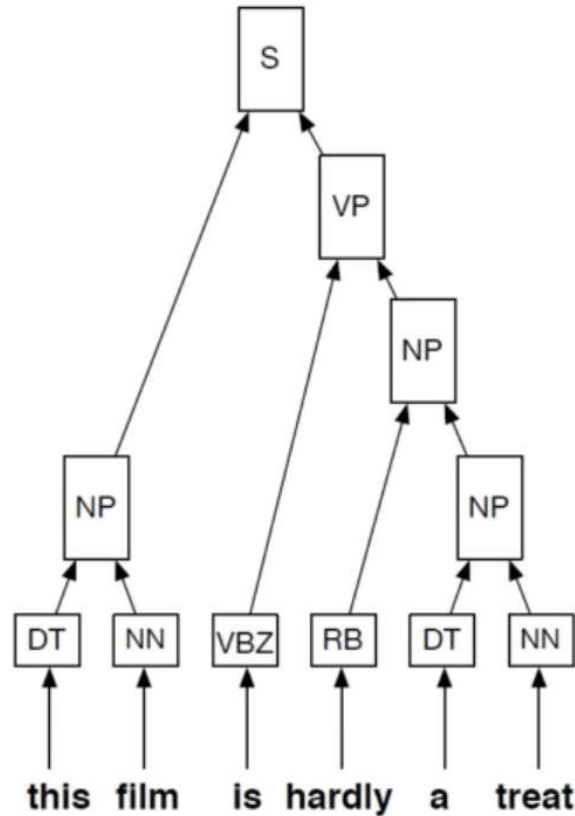 S
VP
NP
NP NP
DT NN VBZ RB DT NN
this film is hardly a treat